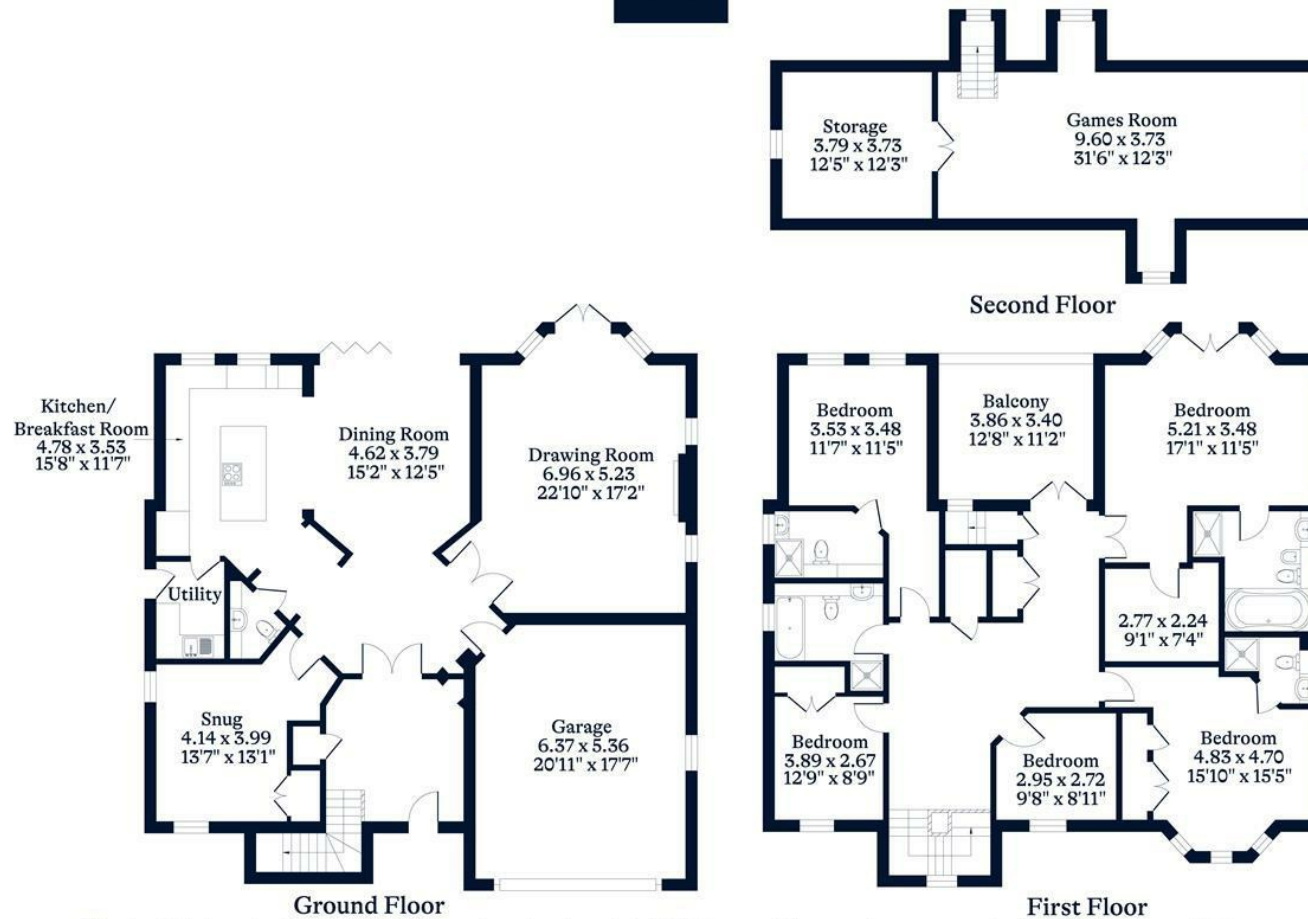 Storage
3.79 x 3.73
12'5" x 12'3"
Games Room
9.60 x 3.73
31'6" x 12'3"
Second Floor
Kitchen/
Breakfast Room
4.78 x 3.53
15'8" x 11'7"
Dining Room
4.62 x 3.79
15'2" x 12'5"
Drawing Room
6.96 x 5.23
22'10" x 17'2"
Utility
Snug
4.14 x 3.99
13'7" x 13'1"
Garage
6.37 x 5.36
20'11" x 17'7"
Ground Floor
Bedroom
3.53 x 3.48
11'7" x 11'5"
Balcony
3.86 x 3.40
12'8" x 11'2"
Bedroom
5.21 x 3.48
17'1" x 11'5"
2.77 x 2.24
9'1" x 7'4"
Bedroom
3.89 x 2.67
12'9" x 8'9"
Bedroom
2.95 x 2.72
9'8" x 8'11"
Bedroom
4.83 x 4.70
15'10" x 15'5"
First Floor